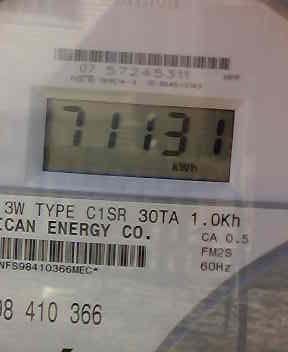 07 57245311
71131
kWh
3W TYPE C1SR 30TA 1.0Kh
ICAN ENERGY CO.
CA 0.5
FM2S
60Hz
NFS98410366MEC*
98 410 366